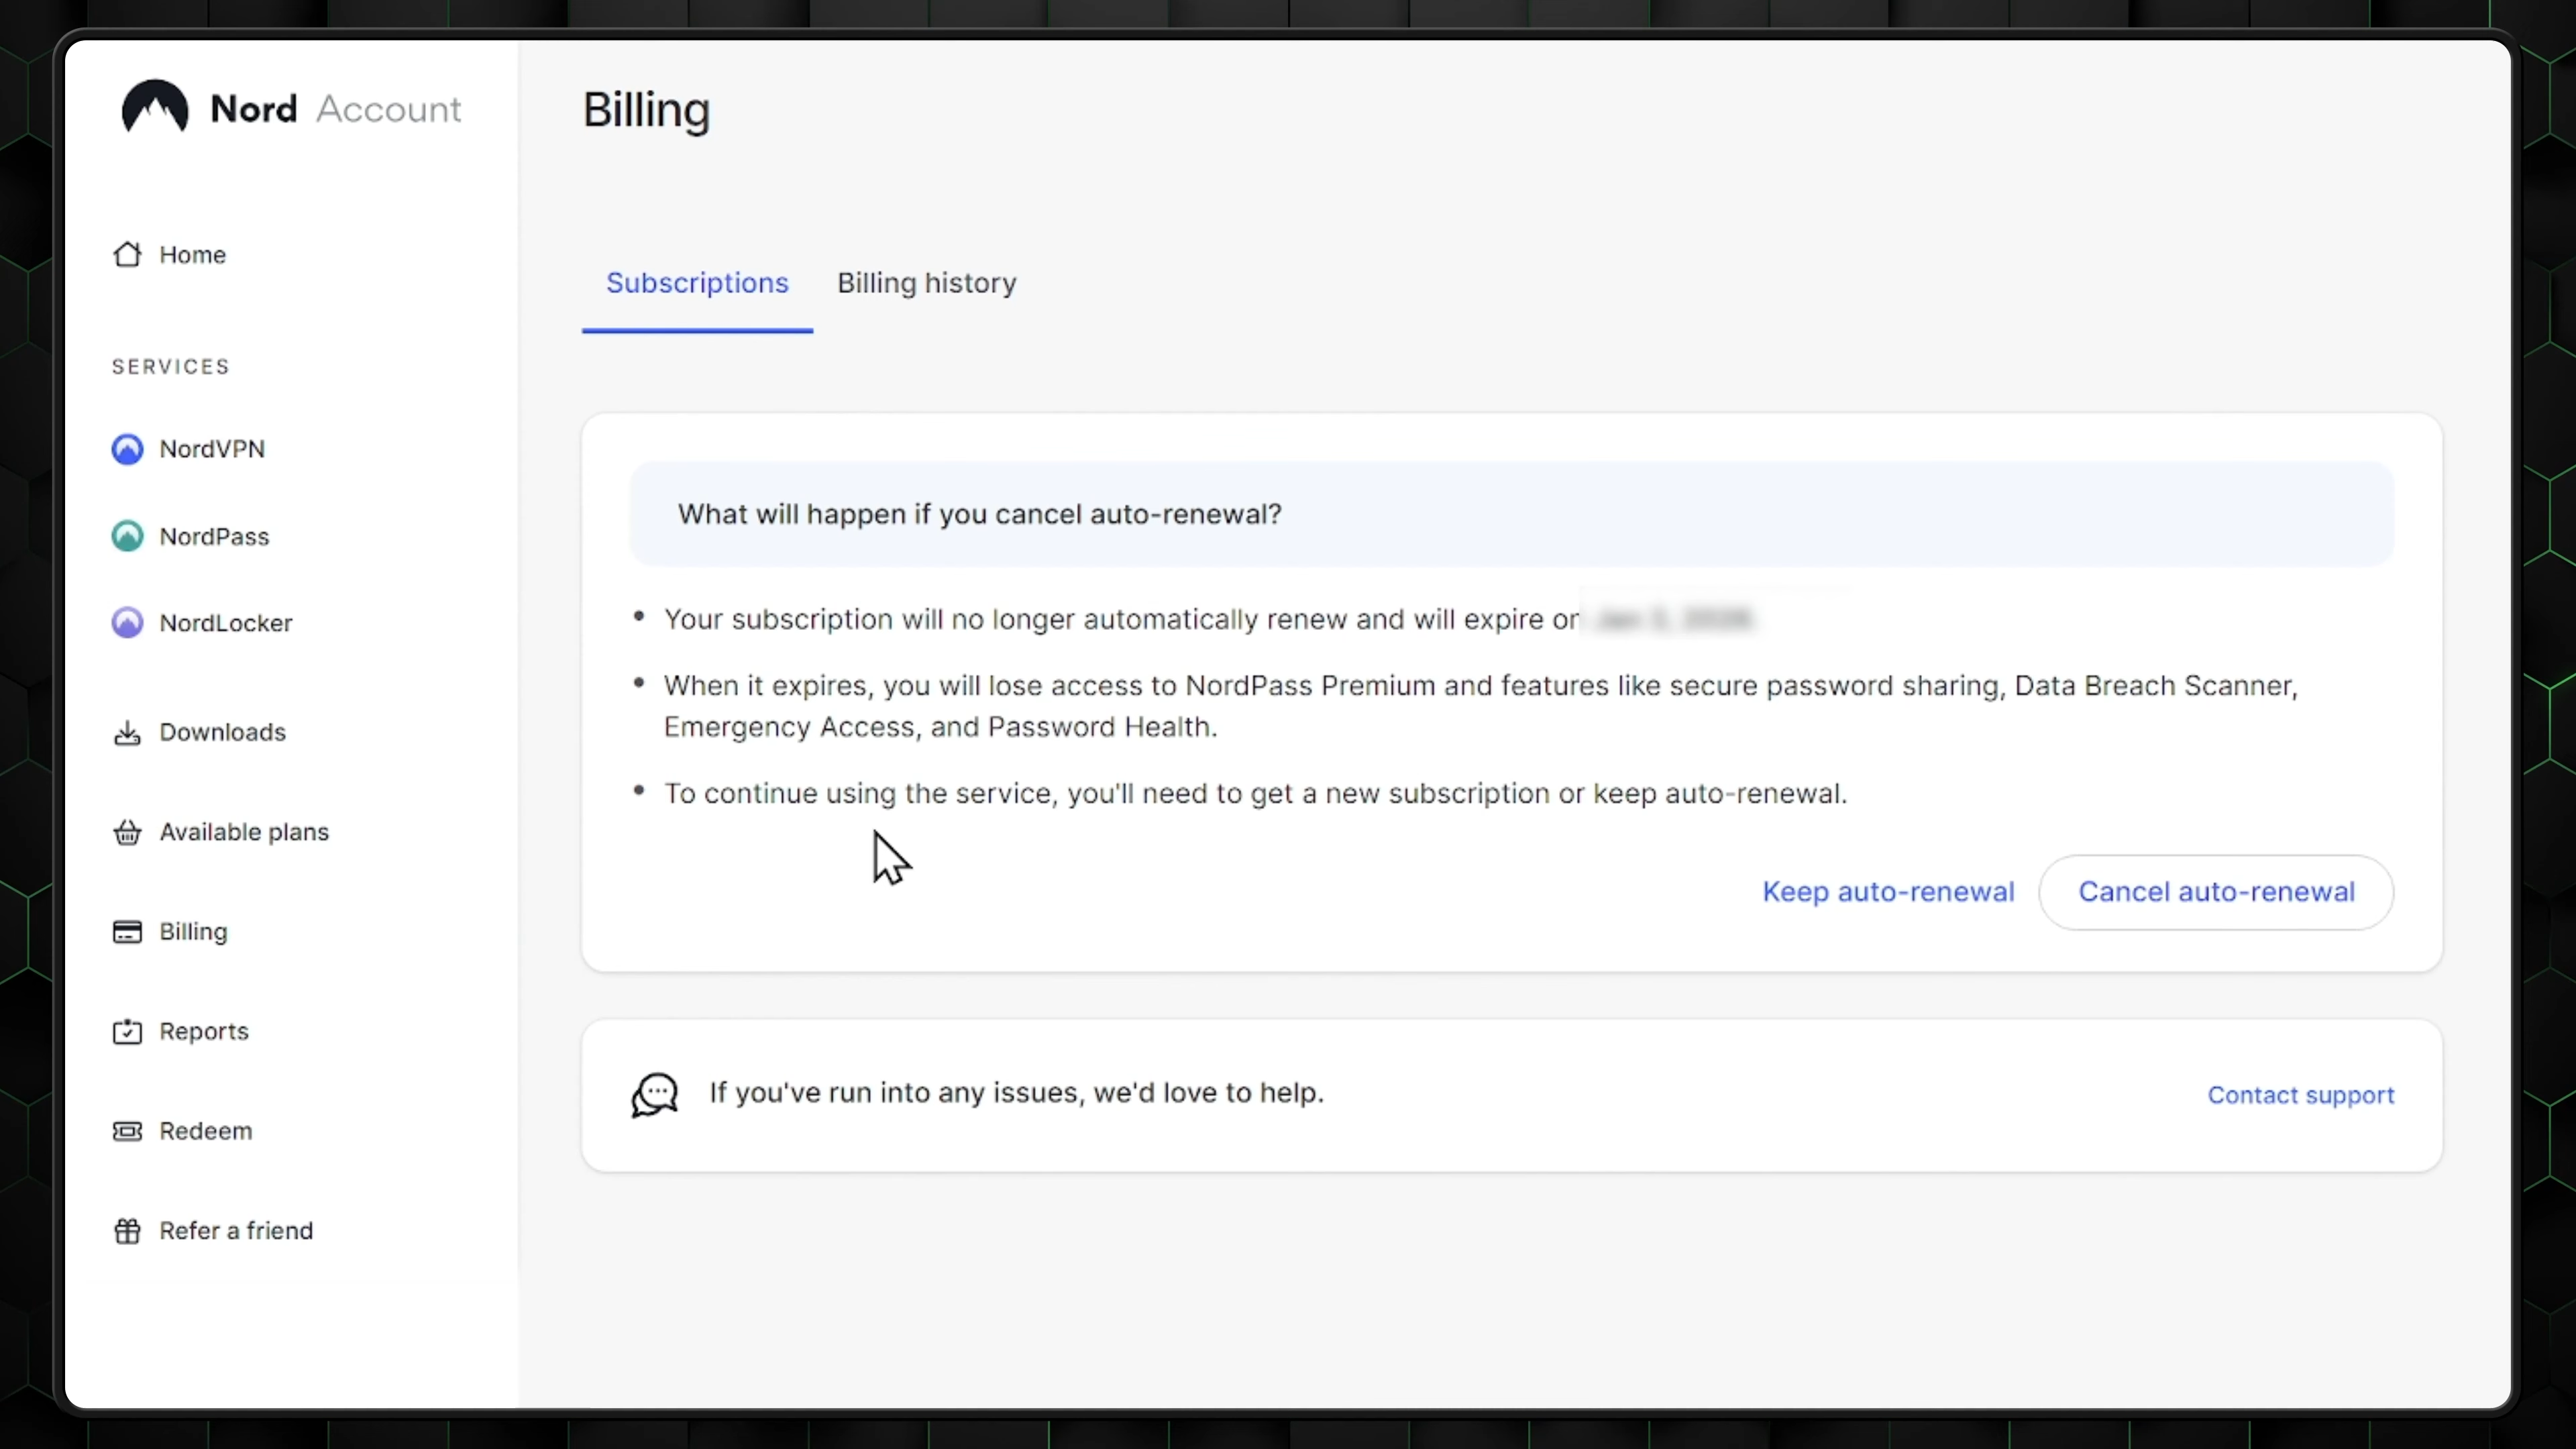 Nord Account
Home
SERVICES
NordVPN
NordPass
NordLocker
Downloads
Available plans
Billing
Reports
Redeem
Refer a friend
Billing
Subscriptions
Billing history
What will happen if you cancel auto-renewal?
Your subscription will no longer automatically renew and will expire on
When it expires, you will lose access to NordPass Premium and features like secure password sharing, Data Breach Scanner,
Emergency Access, and Password Health.
To continue using the service, you'll need to get a new subscription or keep auto-renewal.
Keep auto-renewal
Cancel auto-renewal
If you've run into any issues, we'd love to help.
Contact support